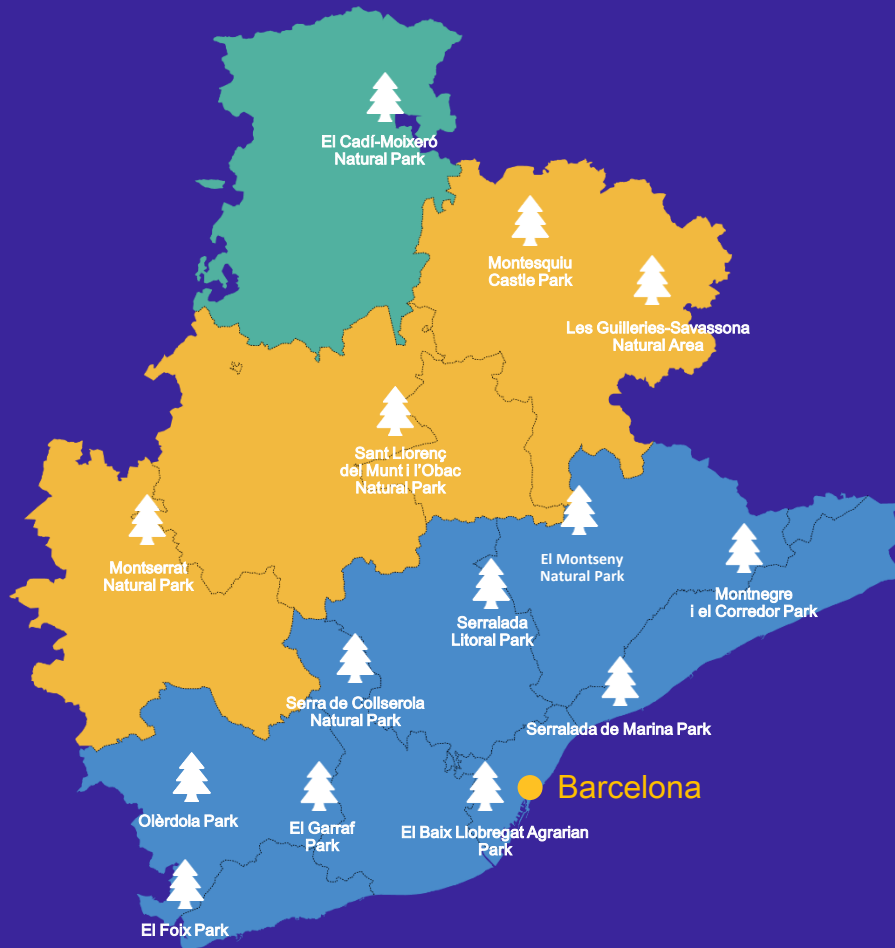 El Cadí-Moixeró
Natural Park
Montesquiu
Castle Park
Les Guilleries-Savassona
Natural Area
Sant Llorenç
del Munt i l'Obac
Natural Park
Montserrat
Natural Park
El Montseny
Natural Park
Montnegre
i el Corredor Park
Serralada
Litoral Park
Serra de Collserola
Natural Park
Serralada de Marina Park
Barcelona
Olèrdola Park
El Garraf
Park
El Baix Llobregat Agrarian
Park
El Foix Park